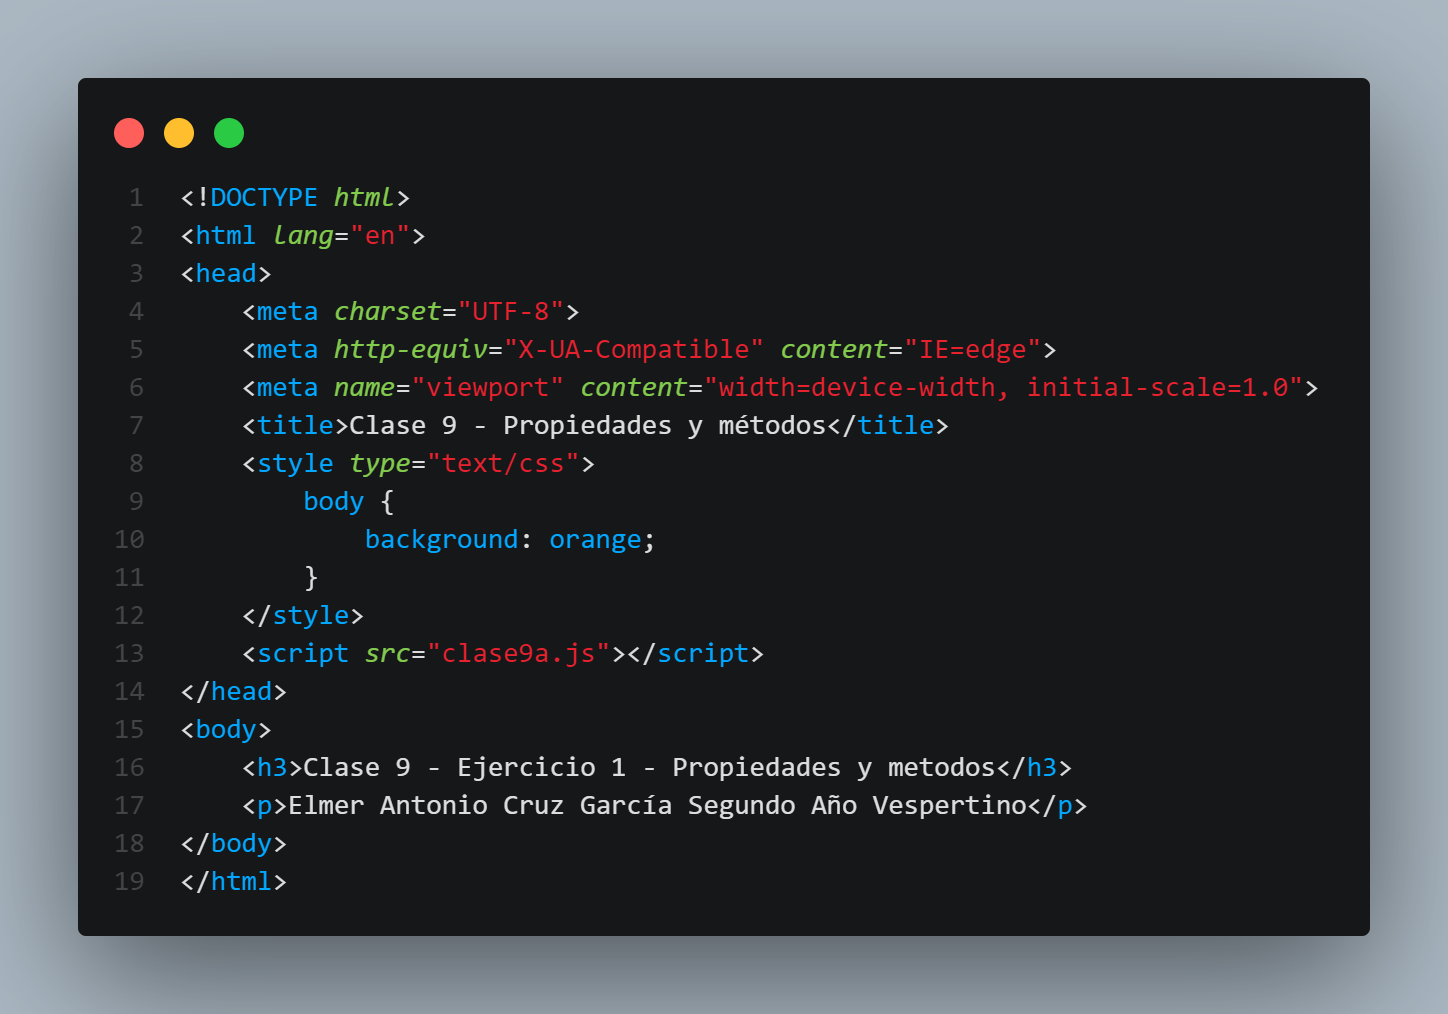 1 <!DOCTYPE html>
2 <html lang="en">
3 <head>
4     <meta charset="UTF-8">
5     <meta http-equiv="X-UA-Compatible" content="IE=edge">
6     <meta name="viewport" content="width=device-width, initial-scale=1.0">
7     <title>Clase 9 - Propiedades y métodos</title>
8     <style type="text/css">
9         body {
10             background: orange;
11         }
12     </style>
13     <script src="clase9a.js"></script>
14 </head>
15 <body>
16     <h3>Clase 9 - Ejercicio 1 - Propiedades y metodos</h3>
17     <p>Elmer Antonio Cruz García Segundo Año Vespertino</p>
18 </body>
19 </html>